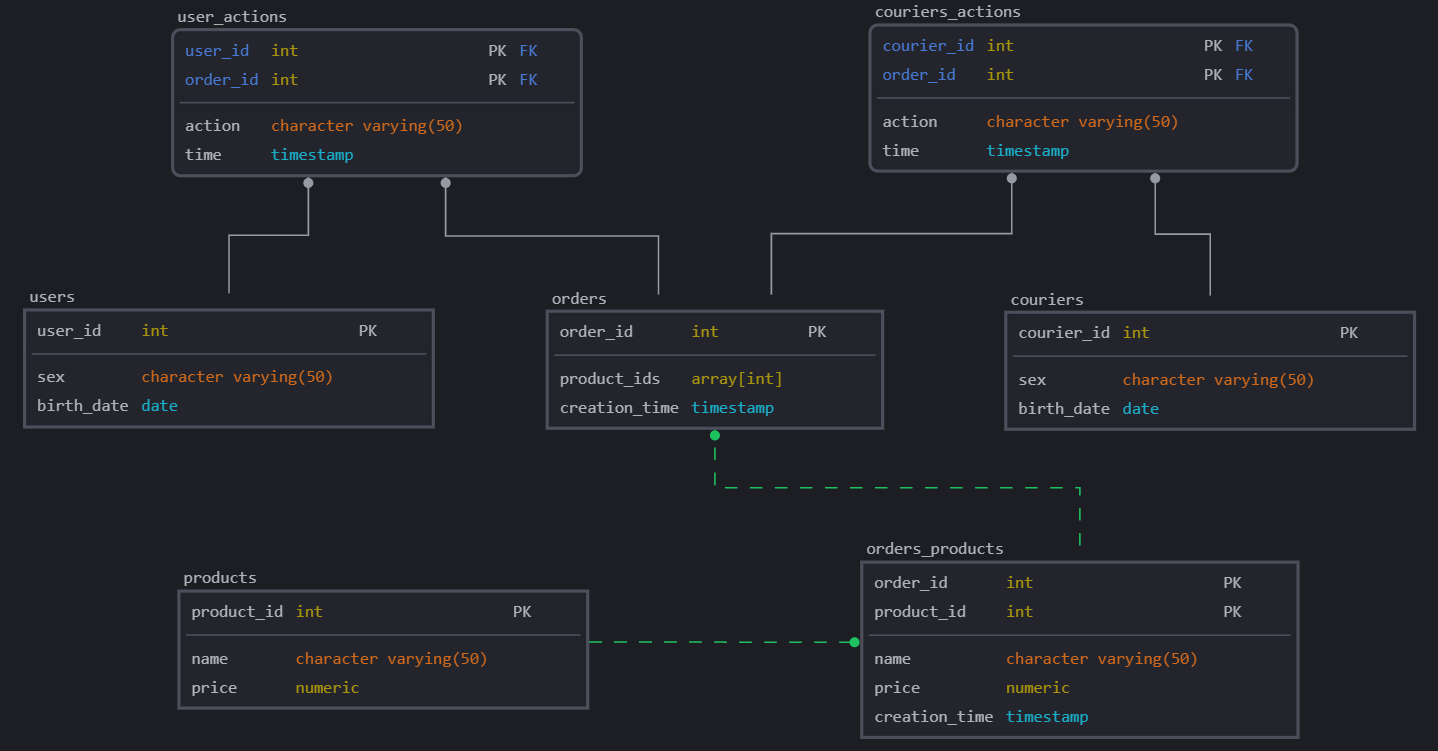 user_actions
user_id int PK FK
order_id int PK FK
action character varying(50)
time timestamp
couriers_actions
courier_id int PK FK
order_id int PK FK
action character varying(50)
time timestamp
users
user_id int PK
sex character varying(50)
birth_date date
orders
order_id int PK
product_ids array[int]
creation_time timestamp
couriers
courier_id int PK
sex character varying(50)
birth_date date
products
product_id int PK
name character varying(50)
price numeric
orders_products
order_id int PK
product_id int PK
name character varying(50)
price numeric
creation_time timestamp